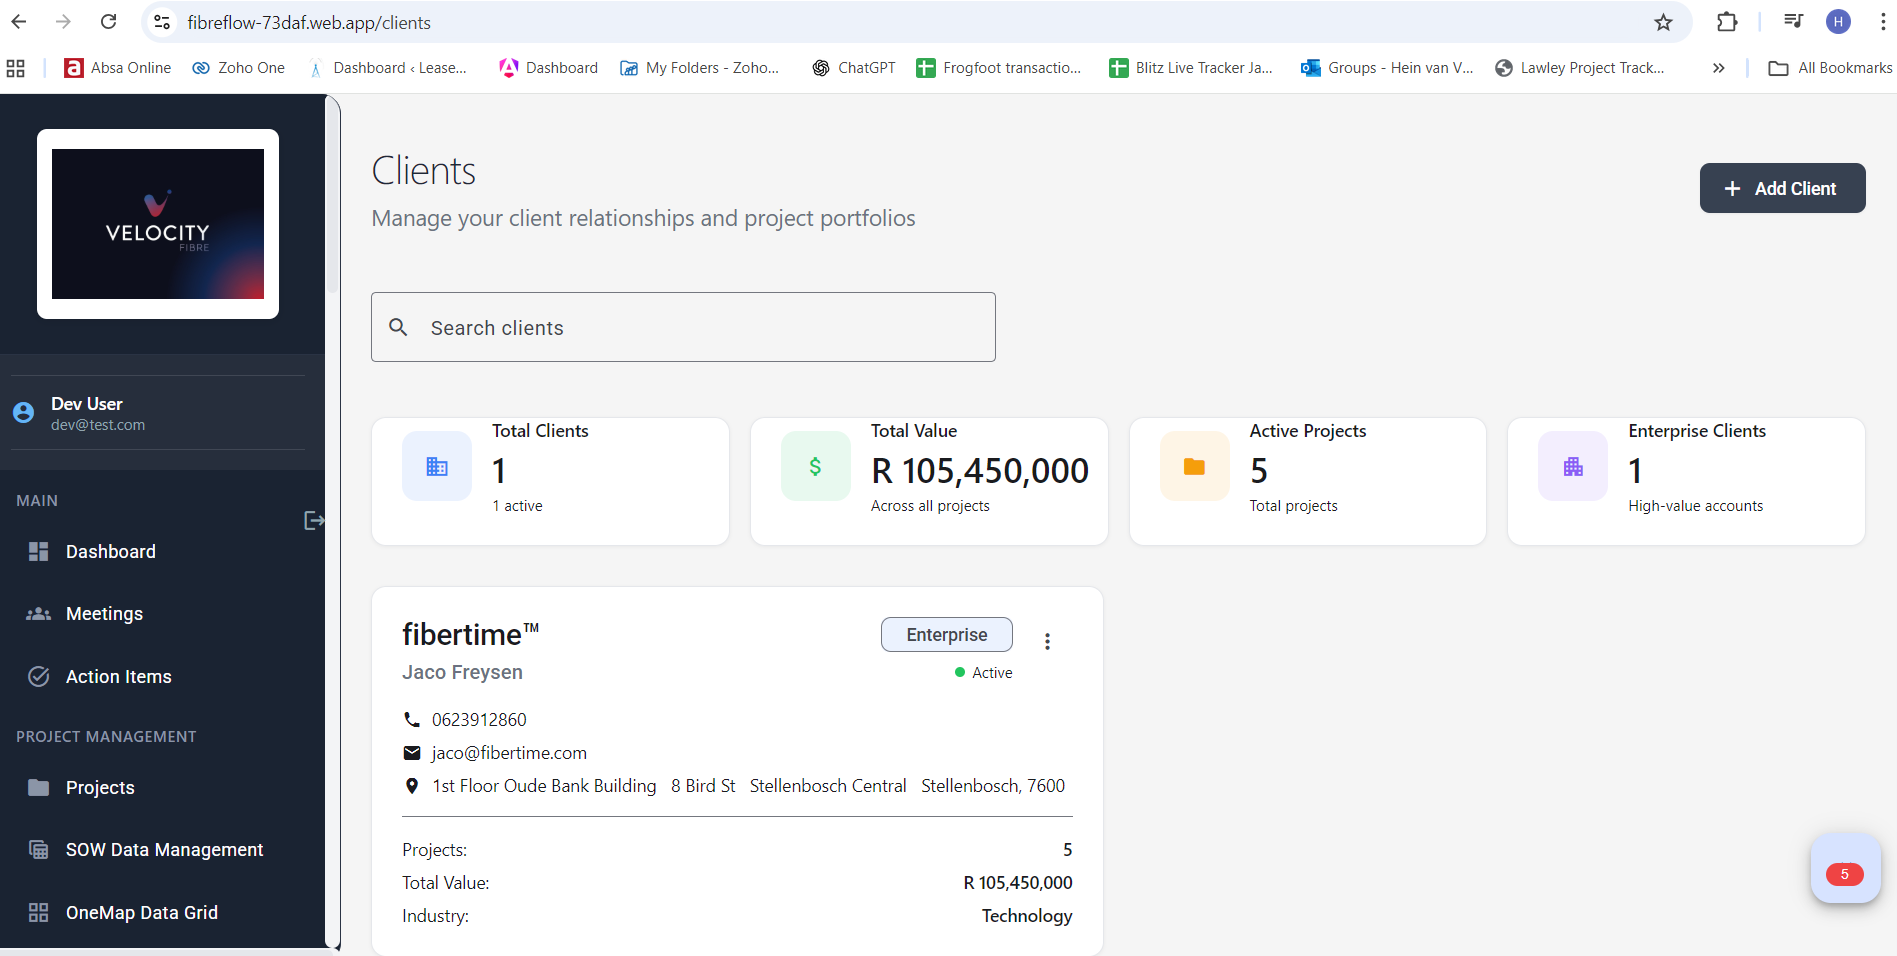 fibreflow-73daf.web.app/clients
H
Absa Online
Zoho One
Dashboard ‹ Lease...
Dashboard
My Folders - Zoho...
ChatGPT
Frogfoot transactio...
Blitz Live Tracker Ja...
Groups - Hein van V...
Lawley Project Track...
»
All Bookmarks
VELOCITY
FIBRE
Dev User
dev@test.com
MAIN
Dashboard
Meetings
Action Items
PROJECT MANAGEMENT
Projects
SOW Data Management
OneMap Data Grid
Clients
Manage your client relationships and project portfolios
+ Add Client
Search clients
Total Clients
1
1 active
$
Total Value
R 105,450,000
Across all projects
Active Projects
5
Total projects
Enterprise Clients
1
High-value accounts
fibertime™
Enterprise
Jaco Freysen
Active
0623912860
jaco@fibertime.com
1st Floor Oude Bank Building 8 Bird St Stellenbosch Central Stellenbosch, 7600
Projects: 5
Total Value: R 105,450,000
Industry: Technology
5